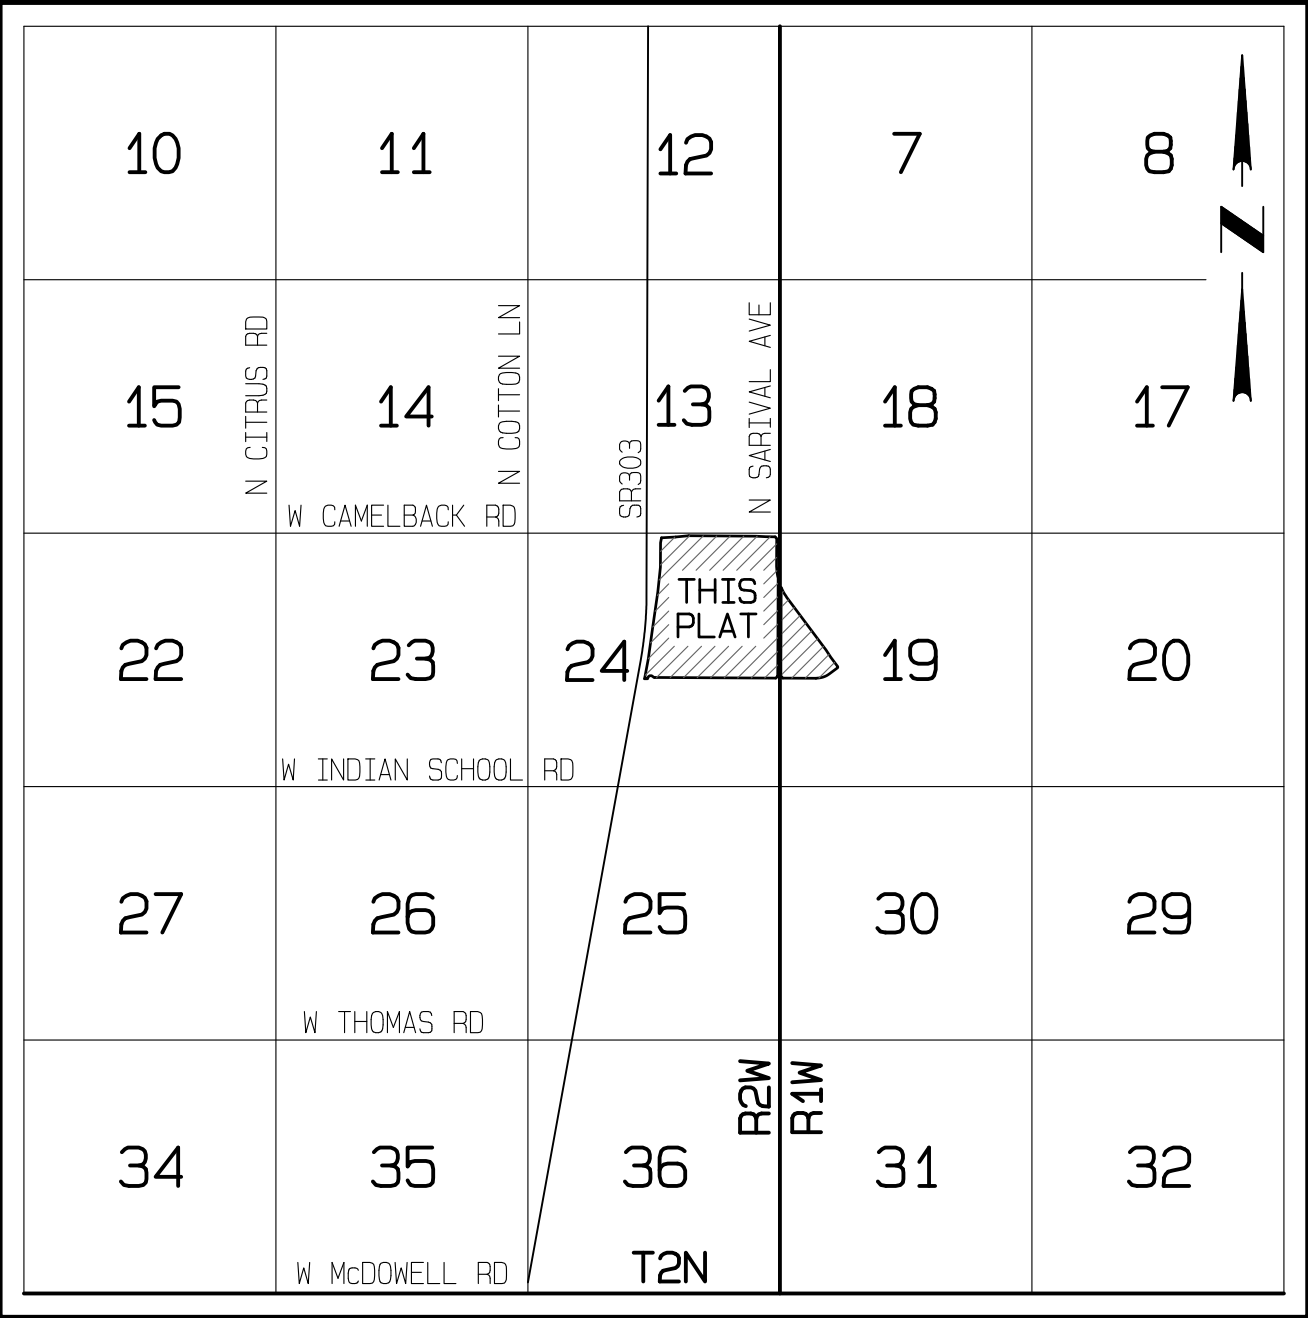 10
11
12
7
8
N
15
N CITRUS RD
14
N COTTON LN
SR303
13
N SARIVAL AVE
18
17
W CAMELBACK RD
THIS
PLAT
22
23
24
19
20
W INDIAN SCHOOL RD
27
26
25
30
29
W THOMAS RD
R2W
R1W
34
35
36
31
32
W McDOWELL RD
T2N